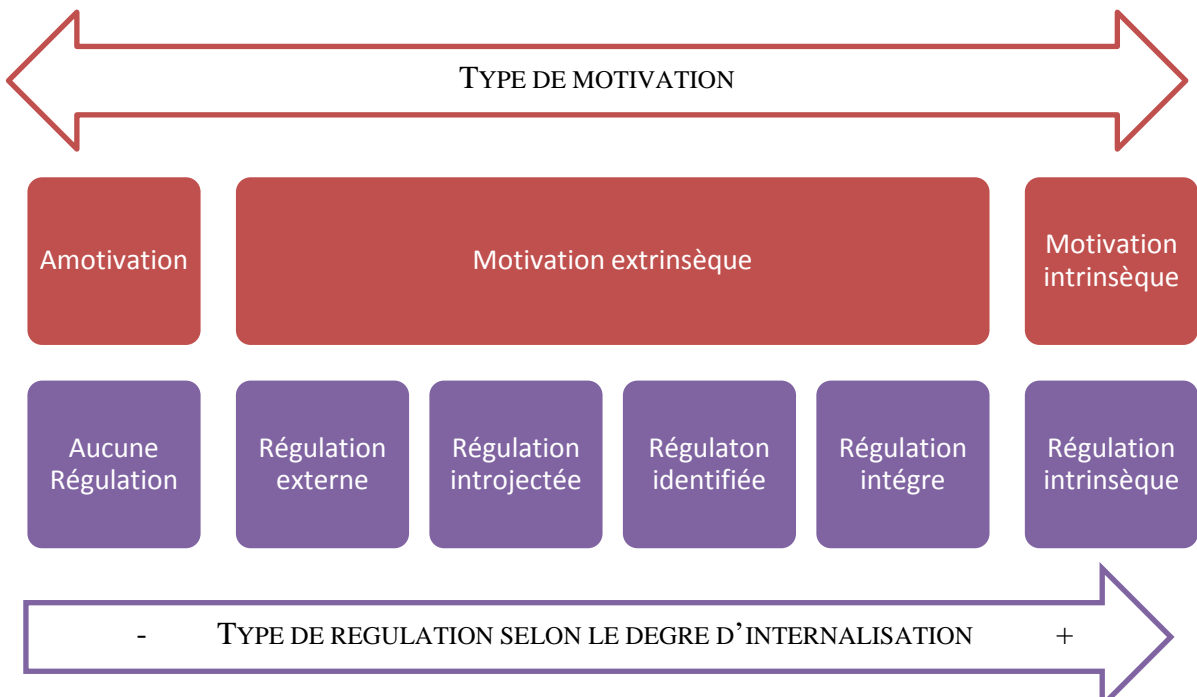 TYPE DE MOTIVATION
Amotivation
Motivation extrinsèque
Motivation
intrinsèque
Aucune
Régulation
Régulation
externe
Régulation
introjectée
Régulaton
identifiée
Régulation
intégre
Régulation
intrinsèque
- TYPE DE REGULATION SELON LE DEGRE D'INTERNALISATION +